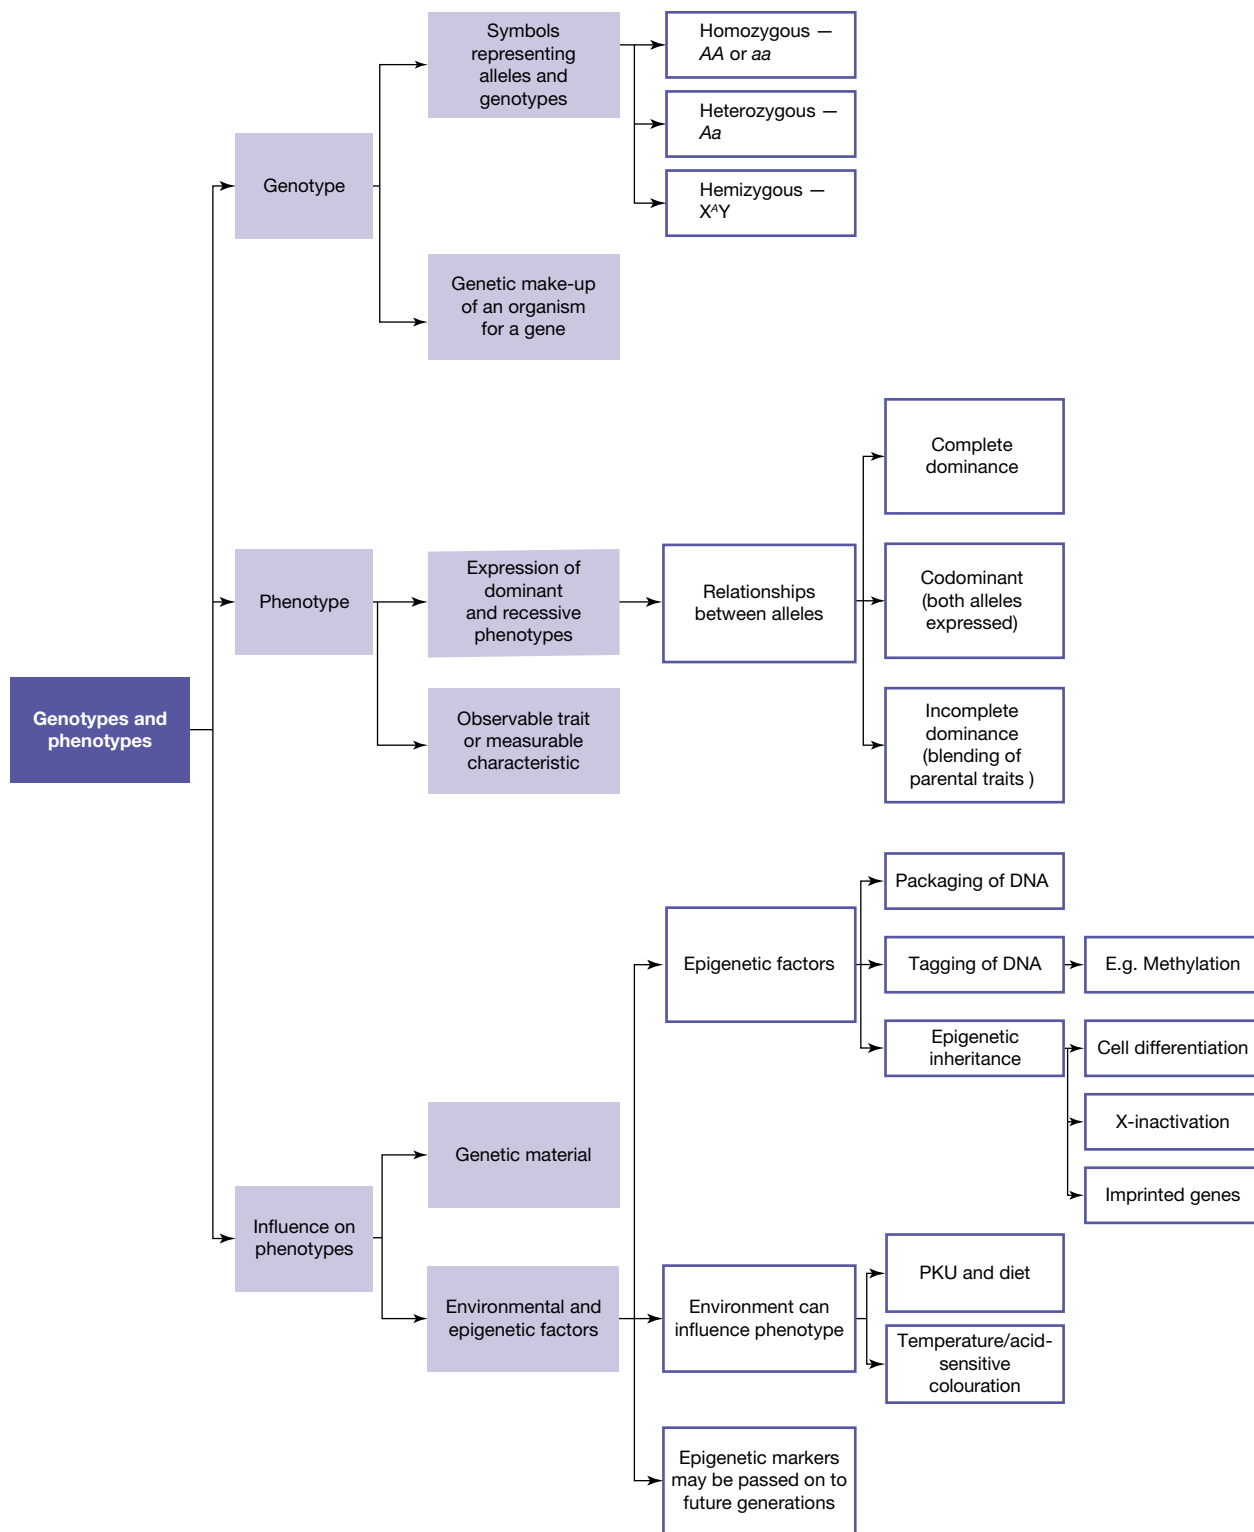 Genotypes and
phenotypes
Genotype
Symbols
representing
alleles and
genotypes
Homozygous —
AA or aa
Heterozygous —
Aa
Hemizygous —
XᴬY
Genetic make-up
of an organism
for a gene
Phenotype
Expression of
dominant
and recessive
phenotypes
Relationships
between alleles
Complete
dominance
Codominant
(both alleles
expressed)
Incomplete
dominance
(blending of
parental traits )
Observable trait
or measurable
characteristic
Influence on
phenotypes
Genetic material
Environmental and
epigenetic factors
Epigenetic factors
Packaging of DNA
Tagging of DNA
E.g. Methylation
Epigenetic
inheritance
Cell differentiation
X-inactivation
Imprinted genes
Environment can
influence phenotype
PKU and diet
Temperature/acid-
sensitive
colouration
Epigenetic markers
may be passed on to
future generations